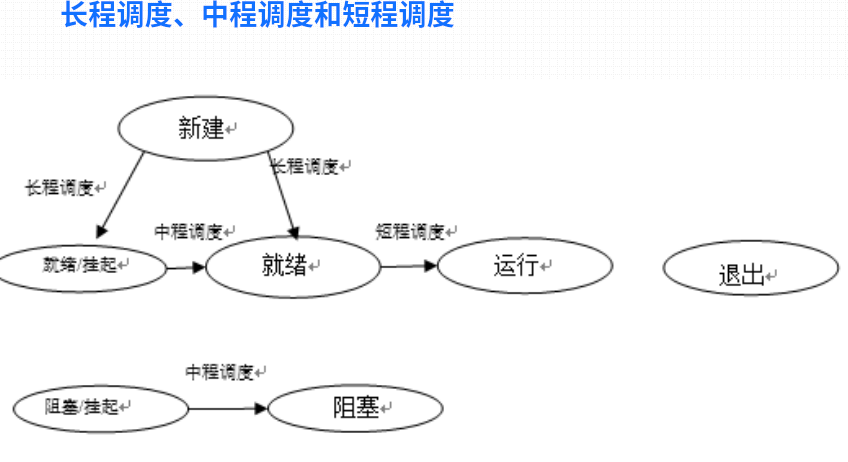 长程调度、中程调度和短程调度
新建↵
长程调度↵
长程调度↵
中程调度↵
短程调度↵
就绪/挂起↵
就绪↵
运行↵
退出↵
中程调度↵
阻塞/挂起↵
阻塞↵